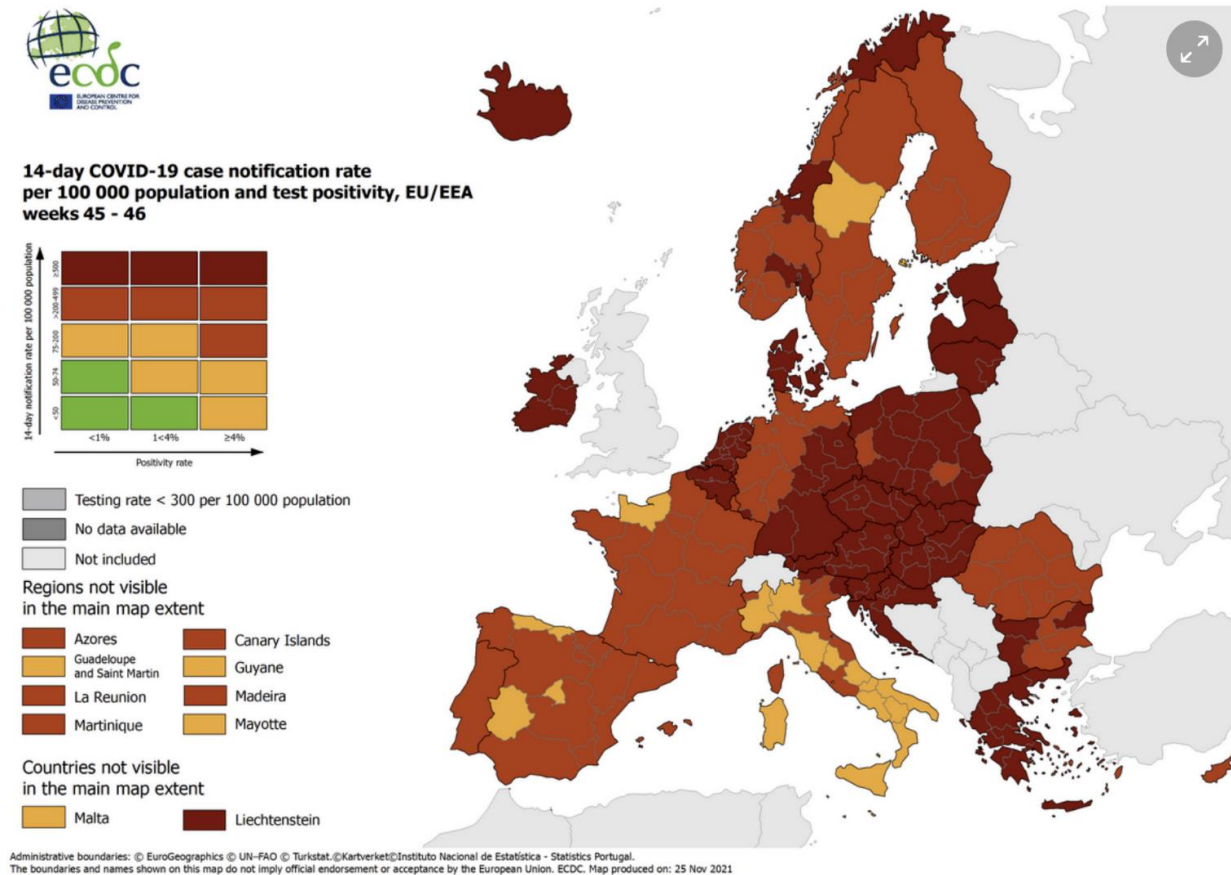 ecdc
EUROPEAN CENTRE FOR
DISEASE PREVENTION
AND CONTROL
14-day COVID-19 case notification rate
per 100 000 population and test positivity, EU/EEA
weeks 45 - 46
14-day notification rate per 100 000 population
≥500
>200-499
75-200
50-74
<50
<1%
1<4%
≥4%
Positivity rate
Testing rate < 300 per 100 000 population
No data available
Not included
Regions not visible
in the main map extent
Azores
Canary Islands
Guadeloupe
and Saint Martin
Guyane
La Reunion
Madeira
Martinique
Mayotte
Countries not visible
in the main map extent
Malta
Liechtenstein
Administrative boundaries: © EuroGeographics © UN–FAO © Turkstat.©Kartverket©Instituto Nacional de Estatística - Statistics Portugal.
The boundaries and names shown on this map do not imply official endorsement or acceptance by the European Union. ECDC. Map produced on: 25 Nov 2021